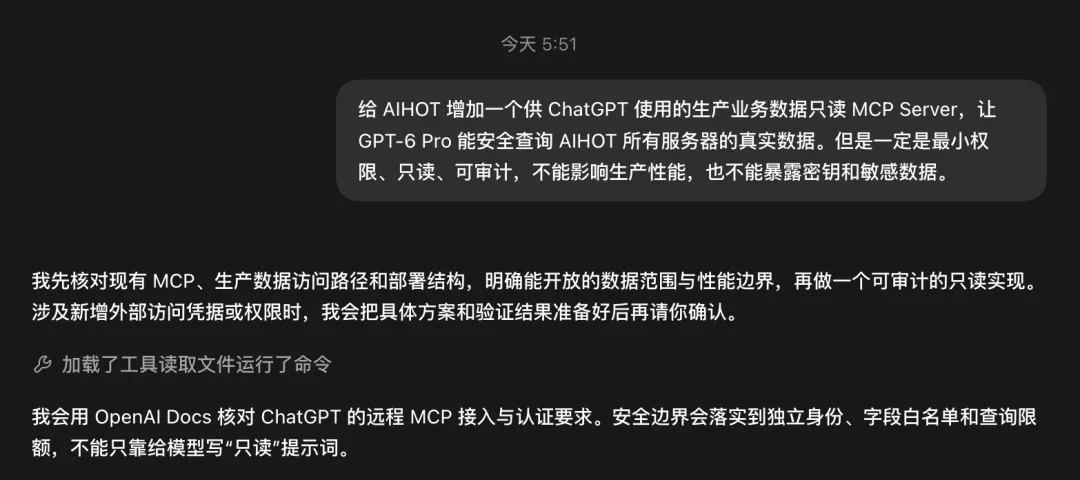 今天 5:51
给 AIHOT 增加一个供 ChatGPT 使用的生产业务数据只读 MCP Server，让
GPT-6 Pro 能安全查询 AIHOT 所有服务器的真实数据。但是一定是最小权
限、只读、可审计，不能影响生产性能，也不能暴露密钥和敏感数据。
我先核对现有 MCP、生产数据访问路径和部署结构，明确能开放的数据范围与性能边界，再做一个可审计的只读实现。
涉及新增外部访问凭据或权限时，我会把具体方案和验证结果准备好后再请你确认。
加载了工具读取文件运行了命令
我会用 OpenAI Docs 核对 ChatGPT 的远程 MCP 接入与认证要求。安全边界会落实到独立身份、字段白名单和查询限
额，不能只靠给模型写“只读”提示词。